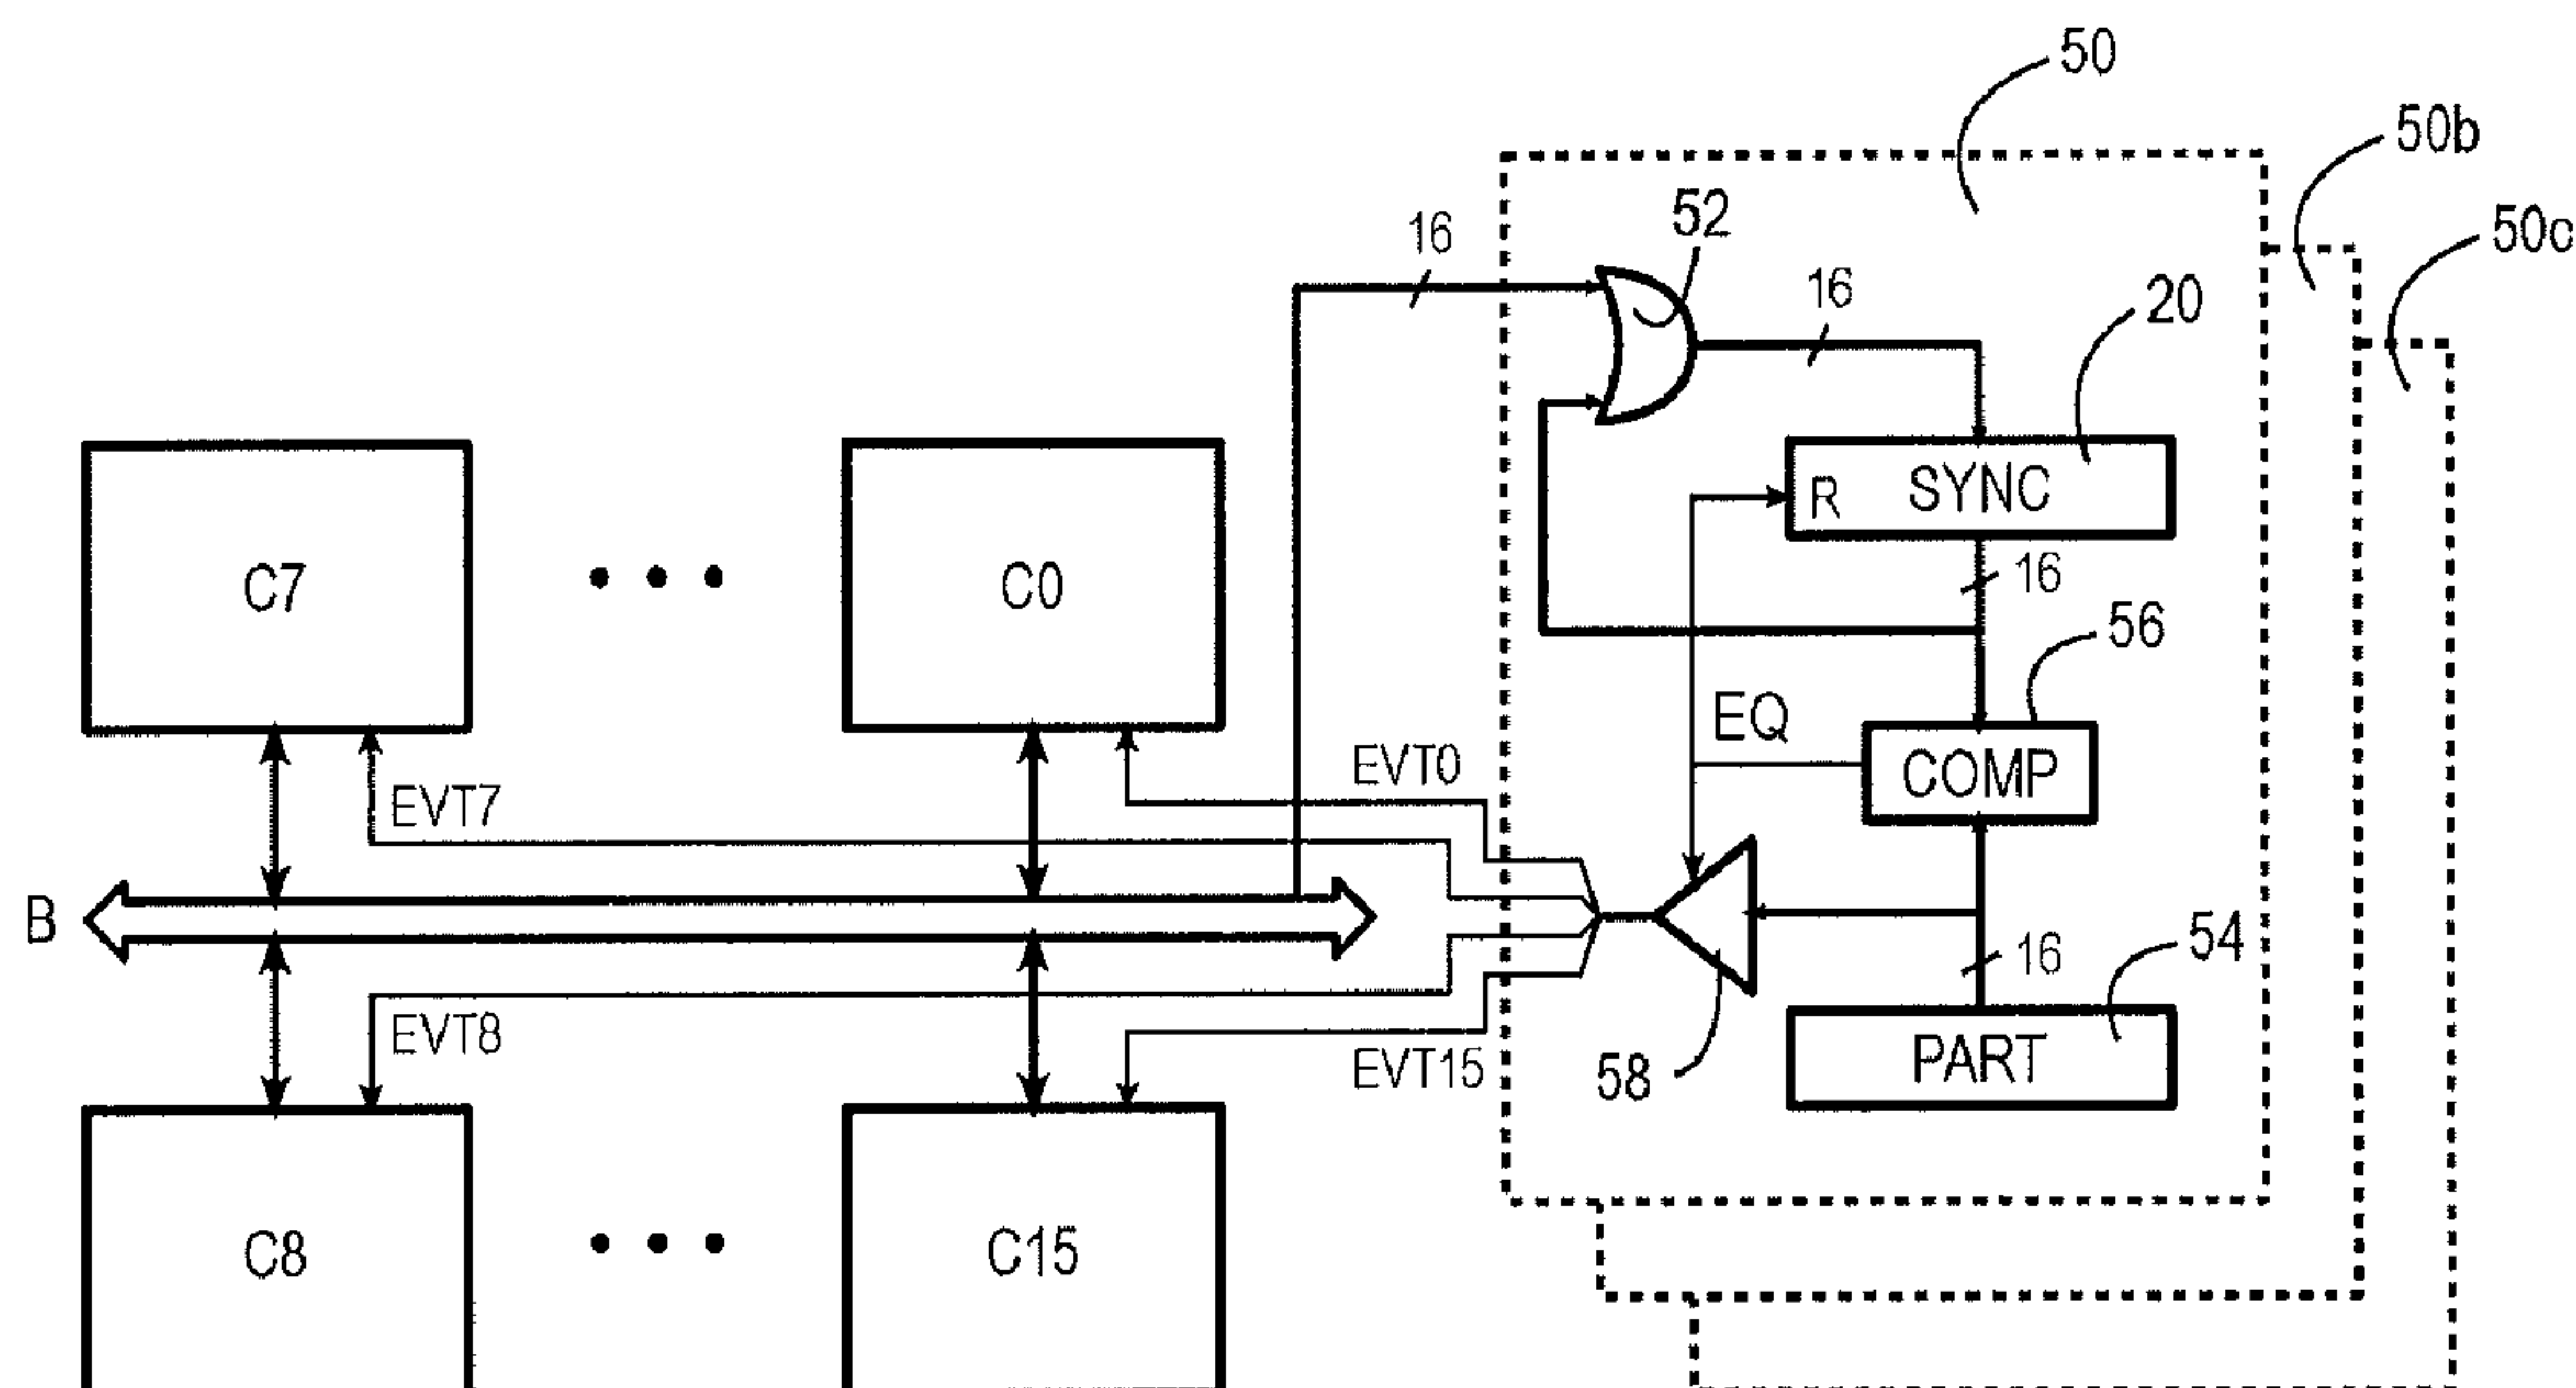 50
50b
50c
52
16
16
20
R SYNC
16
C7
C0
56
EQ
COMP
EVT0
EVT7
B
16
54
EVT8
EVT15
58
PART
C8
C15